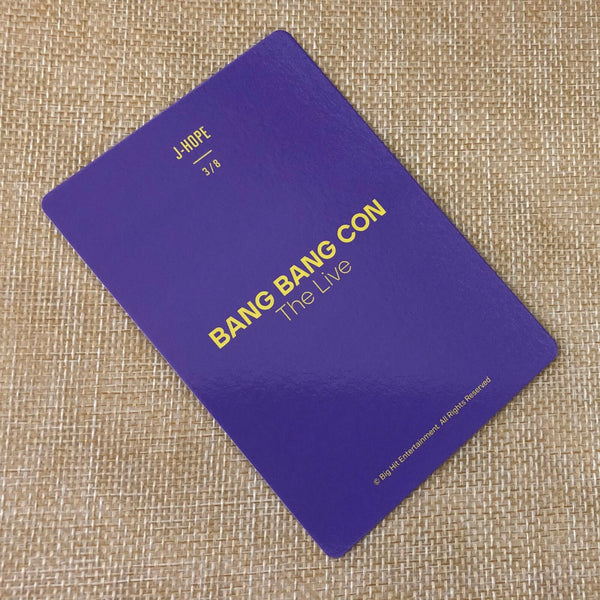 J-HOPE
3/8
BANG BANG CON
The Live
© Big Hit Entertainment. All Rights Reserved